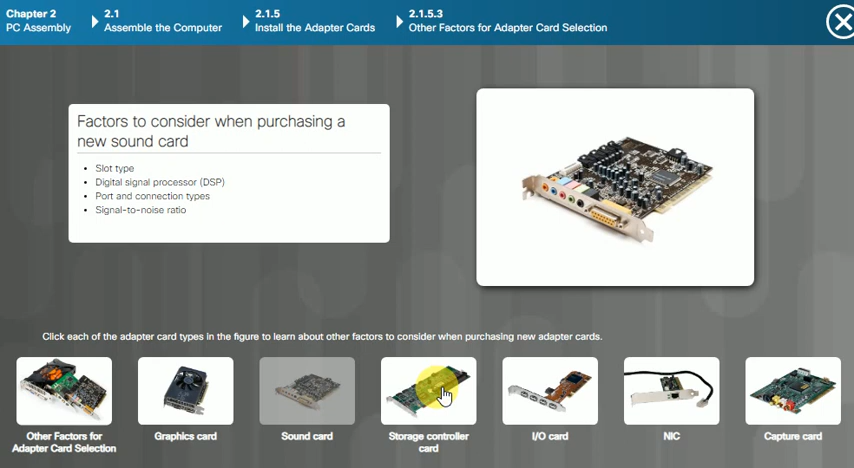 Chapter 2
PC Assembly
2.1
Assemble the Computer
2.1.5
Install the Adapter Cards
2.1.5.3
Other Factors for Adapter Card Selection
Factors to consider when purchasing a
new sound card
• Slot type
• Digital signal processor (DSP)
• Port and connection types
• Signal-to-noise ratio
Click each of the adapter card types in the figure to learn about other factors to consider when purchasing new adapter cards.
Other Factors for
Adapter Card Selection
Graphics card
Sound card
Storage controller
card
I/O card
NIC
Capture card